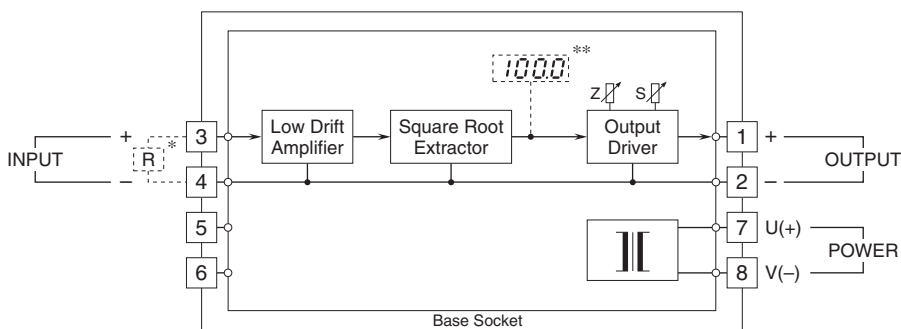 100.0 **
Z S
3 Low Drift Amplifier Square Root Extractor Output Driver 1 +
INPUT + R * OUTPUT
– 4 2 –
5 7 U(+)
POWER
6 8 V(–)
Base Socket